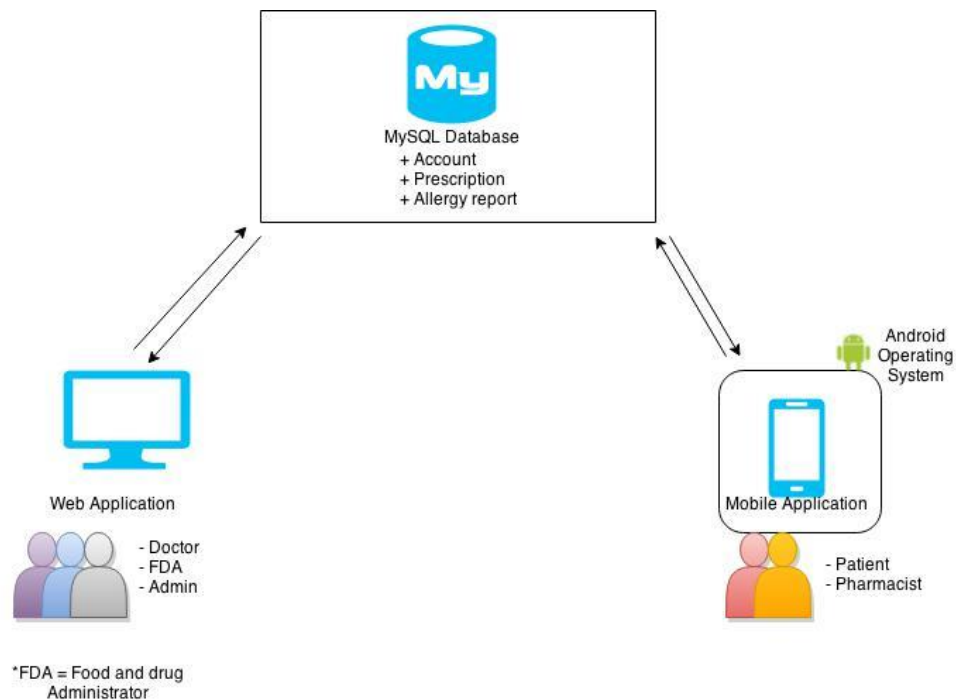 My
MySQL Database
+ Account
+ Prescription
+ Allergy report
Android
Operating
System
Web Application
- Doctor
- FDA
- Admin
Mobile Application
- Patient
- Pharmacist
*FDA = Food and drug
Administrator